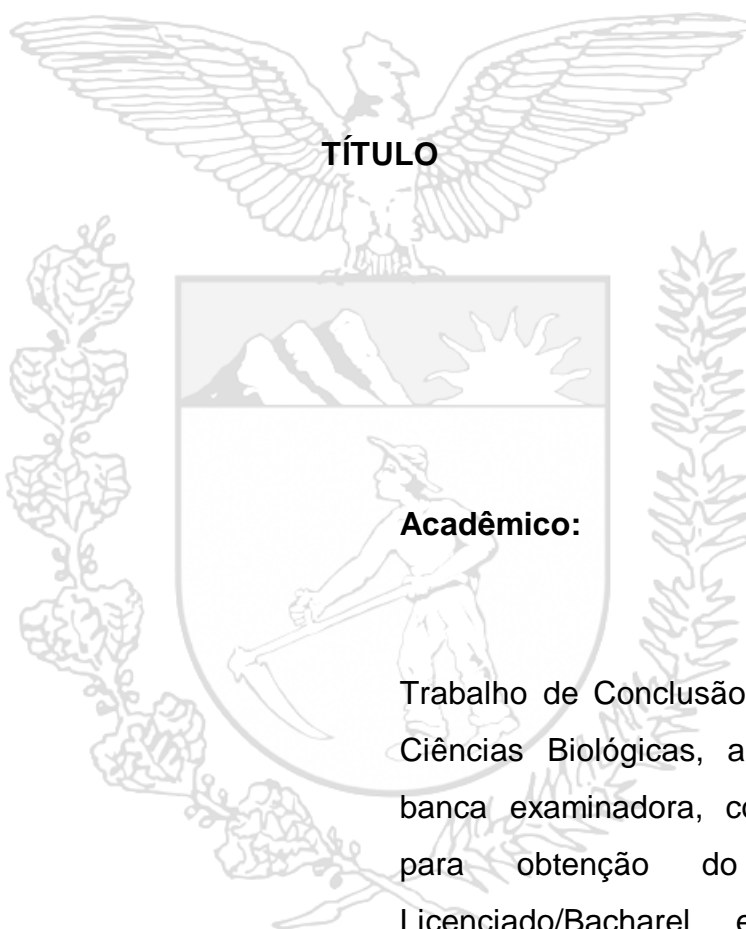 TÍTULO
Acadêmico:
Trabalho de Conclusão
Ciências Biológicas, a
banca examinadora, co
para obtenção do
Licenciado/Bacharel e